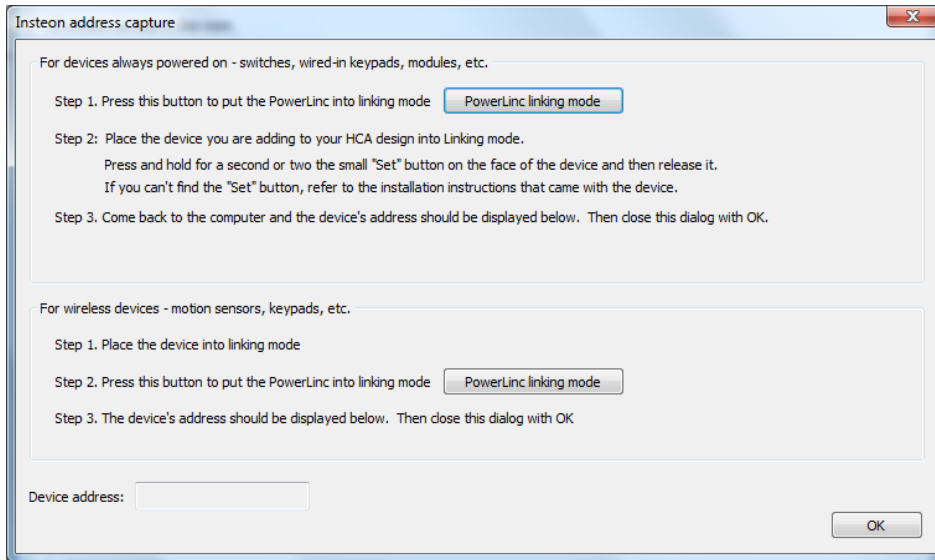 Insteon address capture
For devices always powered on - switches, wired-in keypads, modules, etc.
Step 1. Press this button to put the PowerLinc into linking mode PowerLinc linking mode
Step 2: Place the device you are adding to your HCA design into Linking mode.
Press and hold for a second or two the small "Set" button on the face of the device and then release it.
If you can't find the "Set" button, refer to the installation instructions that came with the device.
Step 3. Come back to the computer and the device's address should be displayed below. Then close this dialog with OK.
For wireless devices - motion sensors, keypads, etc.
Step 1. Place the device into linking mode
Step 2. Press this button to put the PowerLinc into linking mode PowerLinc linking mode
Step 3. The device's address should be displayed below. Then close this dialog with OK
Device address:
OK